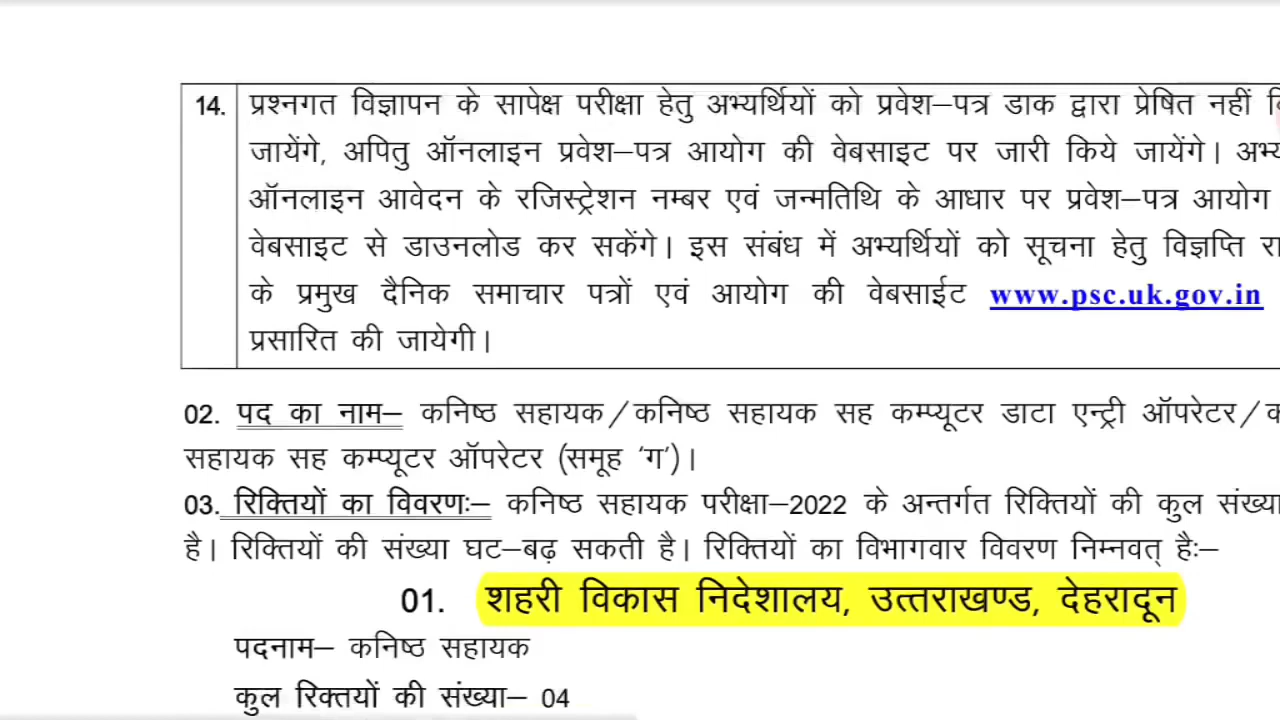 14. प्रश्नगत विज्ञापन के सापेक्ष परीक्षा हेतु अभ्यर्थियों को प्रवेश–पत्र डाक द्वारा प्रेषित नहीं
जायेंगे, अपितु ऑनलाइन प्रवेश–पत्र आयोग की वेबसाइट पर जारी किये जायेंगे।
ऑनलाइन आवेदन के रजिस्ट्रेशन नम्बर एवं जन्मतिथि के आधार पर प्रवेश–पत्र आयोग
वेबसाइट से डाउनलोड कर सकेंगे। इस संबंध में अभ्यर्थियों को सूचना हेतु विज्ञप्ति
के प्रमुख दैनिक समाचार पत्रों एवं आयोग की वेबसाईट www.psc.uk.gov.in
प्रसारित की जायेगी।
02. पद का नाम– कनिष्ठ सहायक/कनिष्ठ सहायक सह कम्प्यूटर डाटा एन्ट्री ऑपरेटर/
सहायक सह कम्प्यूटर ऑपरेटर (समूह ‘ग’)।
03. रिक्तियों का विवरणः– कनिष्ठ सहायक परीक्षा–2022 के अन्तर्गत रिक्तियों की कुल संख्या
है। रिक्तियों की संख्या घट–बढ़ सकती है। रिक्तियों का विभागवार विवरण निम्नवत् हैः–
01. शहरी विकास निदेशालय, उत्तराखण्ड, देहरादून
पदनाम– कनिष्ठ सहायक
कुल रिक्तियों की संख्या– 04